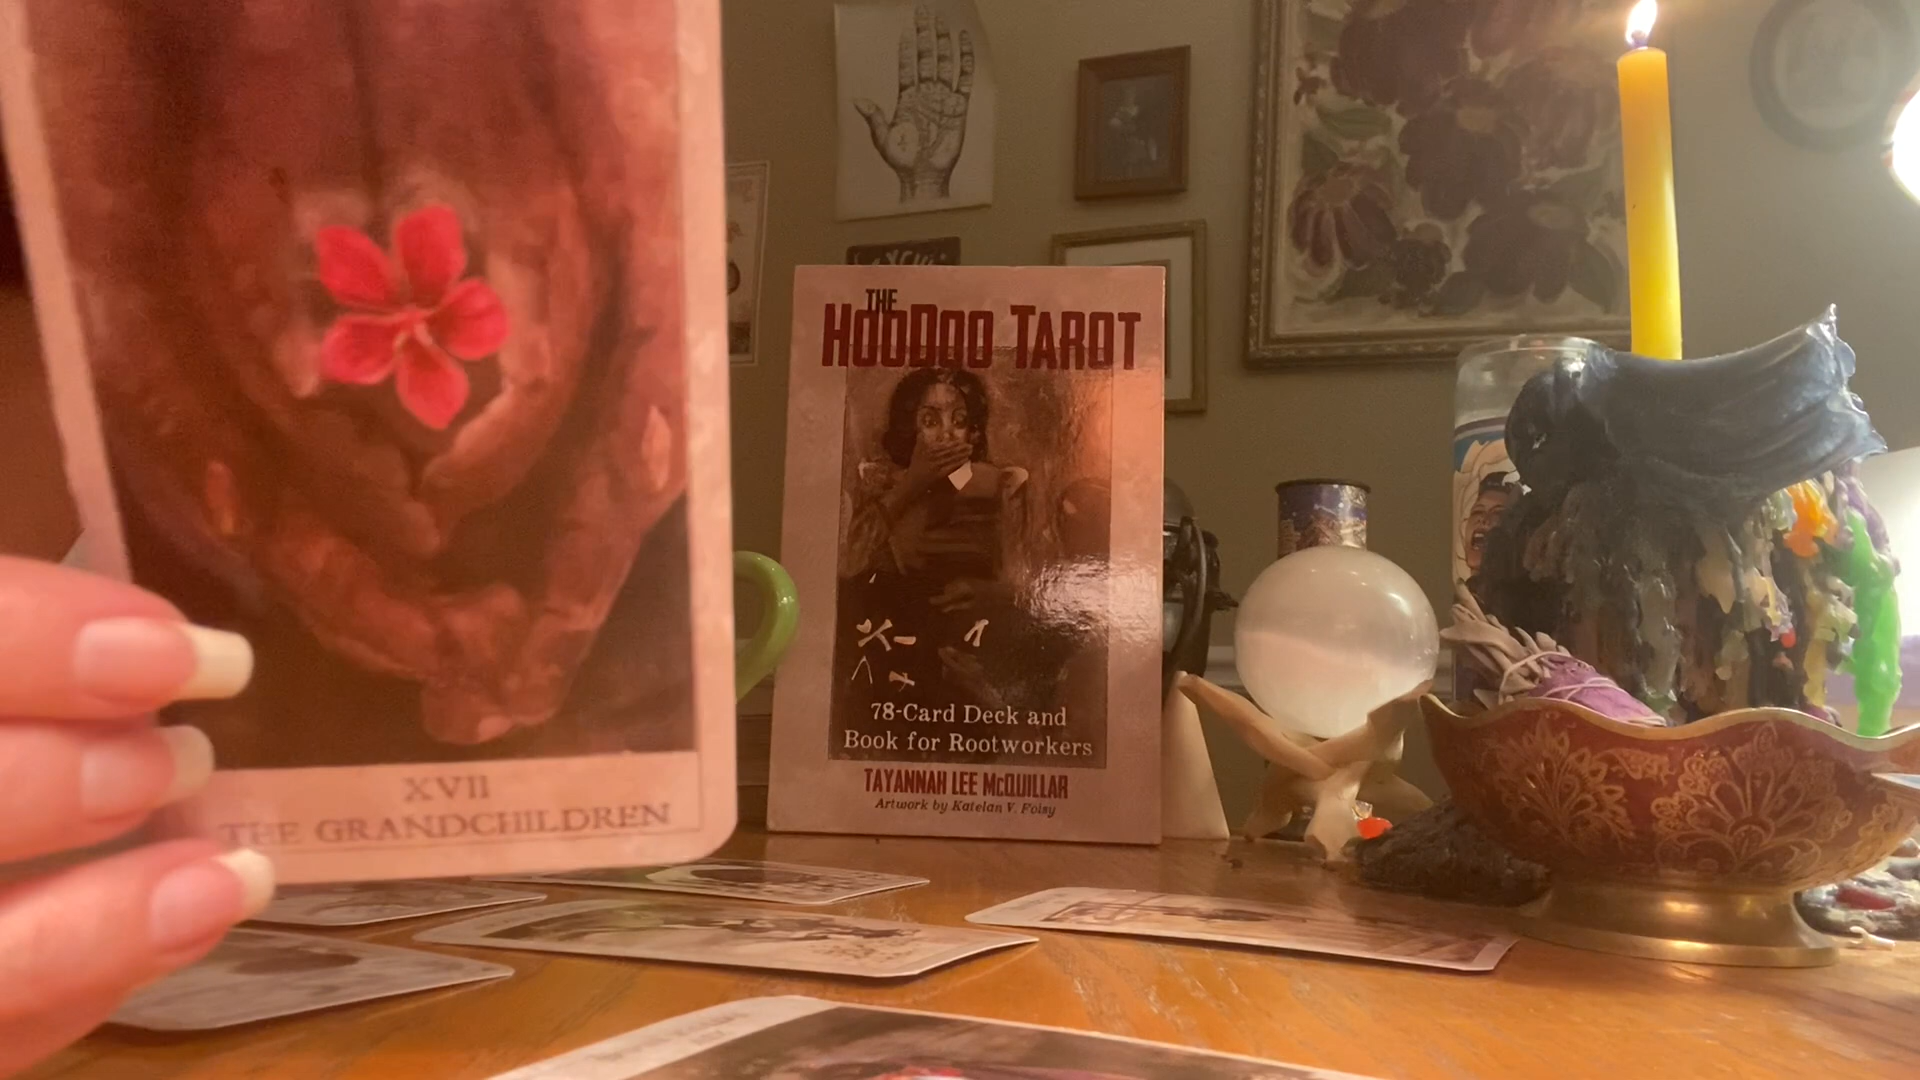 XVII
THE GRANDCHILDREN
THE
HOODOO TAROT
78-Card Deck and
Book for Rootworkers
TAYANNAH LEE McQUILLAR
Artwork by Katelan V. Foisy